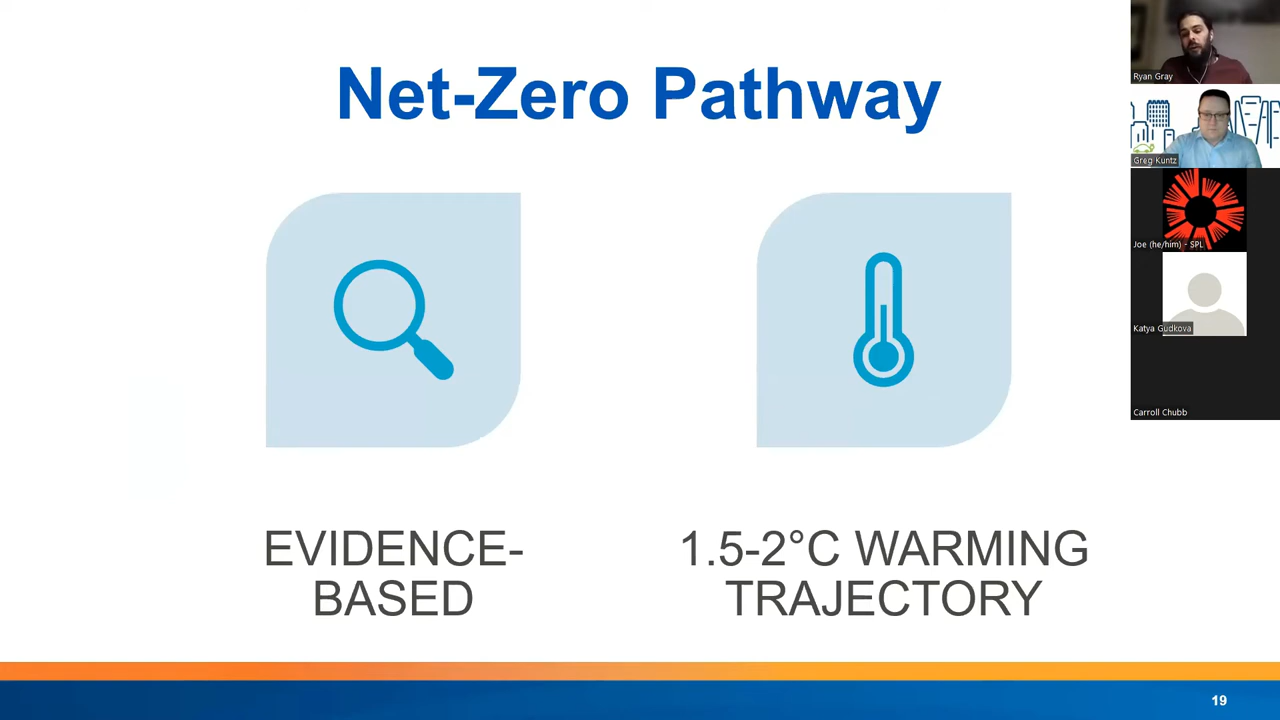 Net-Zero Pathway
EVIDENCE-
BASED
1.5-2°C WARMING
TRAJECTORY
19
Ryan Gray
Greg Kuntz
Joe (he/him) - SPL
Katya Gudkova
Carroll Chubb